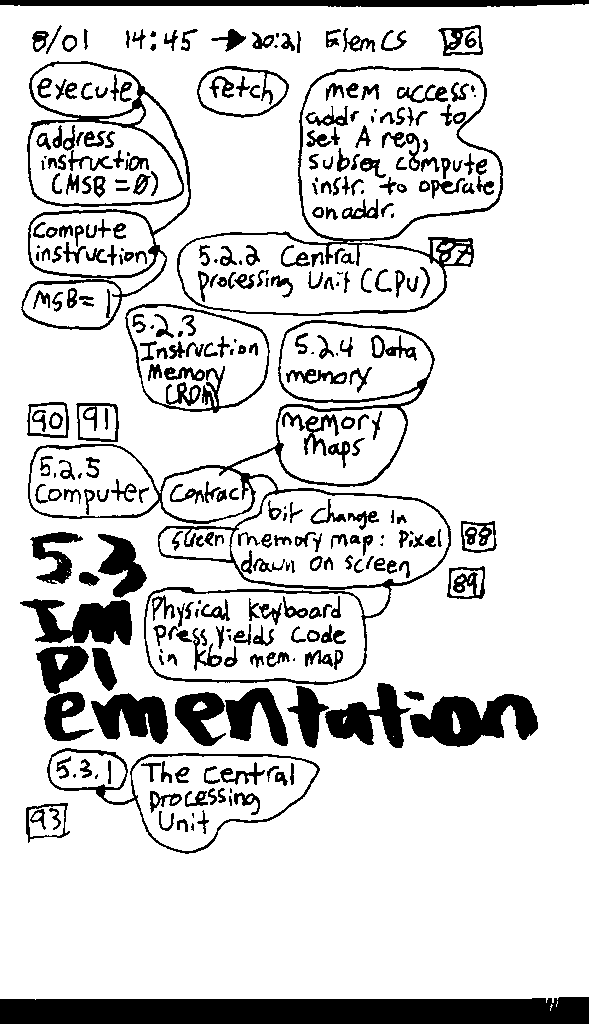 8/01 14:45 → 20:21 Elem CS 86
execute
fetch
mem access:
addr instr to
set A reg,
subseq compute
instr. to operate
on addr.
address
instruction
(MSB = 0)
compute
instruction
MSB = 1
87
5.2.2 Central
processing Unit (CPU)
5.2.3
Instruction
Memory
(ROM)
5.2.4 Data
memory
90 91
memory
maps
5.2.5
Computer
Contract
screen
bit change in
memory map: Pixel
drawn on screen
88
89
5.3
IM
Pl
ementation
Physical keyboard
press, yields code
in kbd mem. map
5.3.1
The central
processing
Unit
93